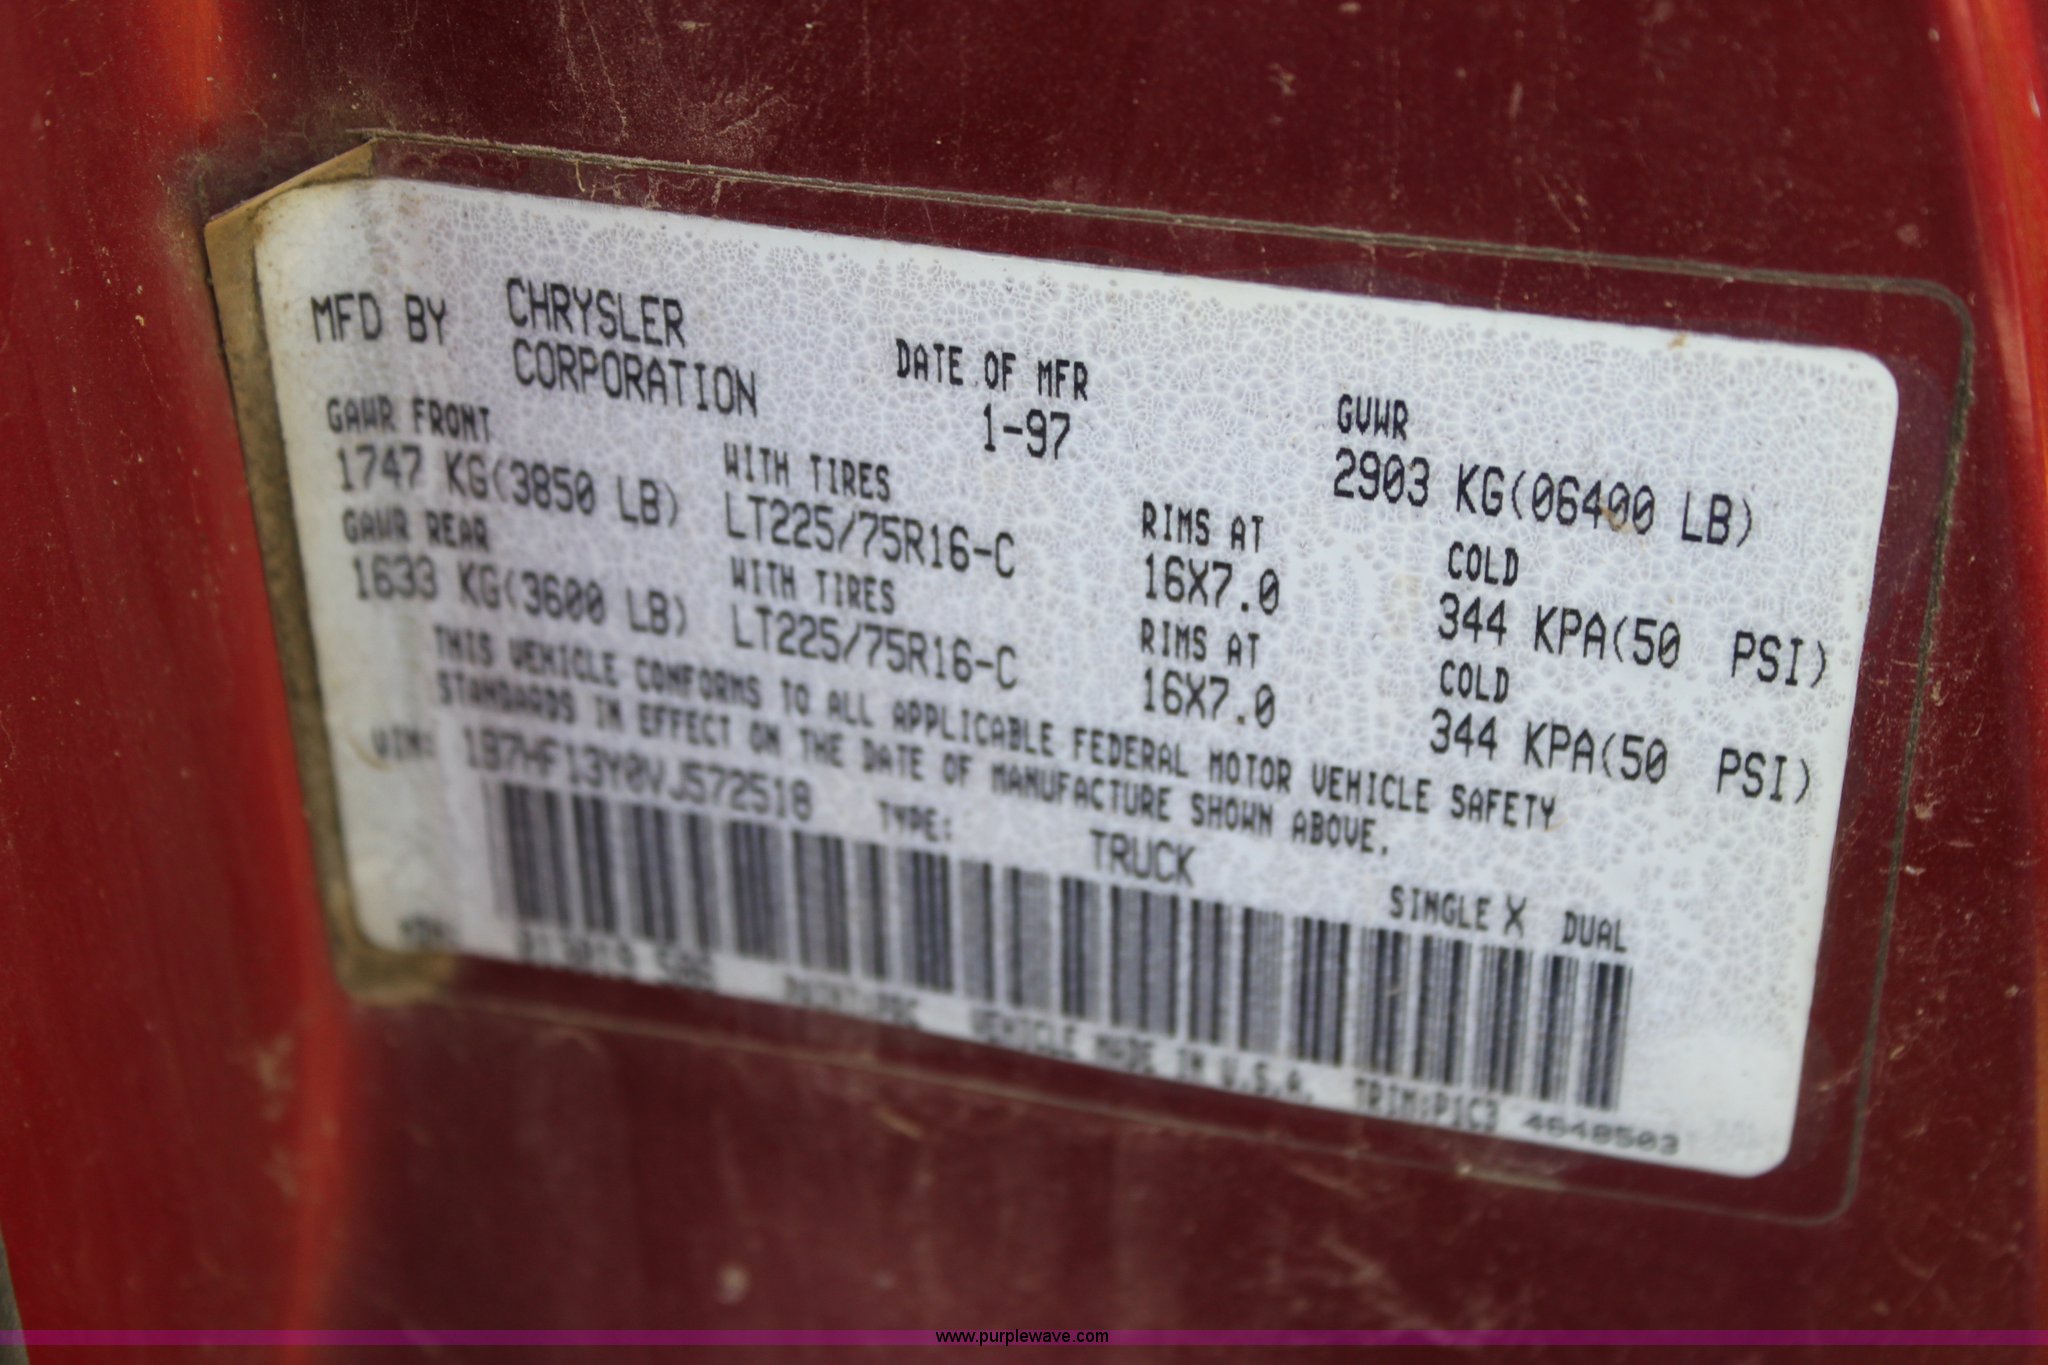 MFD BY CHRYSLER CORPORATION
DATE OF MFR 1-97
GVWR 2903 KG(06400 LB)
GAWR FRONT 1747 KG(3850 LB)
WITH TIRES LT225/75R16-C
RIMS AT 16X7.0
COLD 344 KPA(50 PSI)
GAWR REAR 1633 KG(3600 LB)
WITH TIRES LT225/75R16-C
RIMS AT 16X7.0
COLD 344 KPA(50 PSI)
THIS VEHICLE CONFORMS TO ALL APPLICABLE FEDERAL MOTOR VEHICLE SAFETY
STANDARDS IN EFFECT ON THE DATE OF MANUFACTURE SHOWN ABOVE.
VIN: 1B7HF13Y0VJ572518 TYPE: TRUCK SINGLE X DUAL
VEHICLE MADE IN U.S.A. TRIM:P1C3 4648503
www.purplewave.com